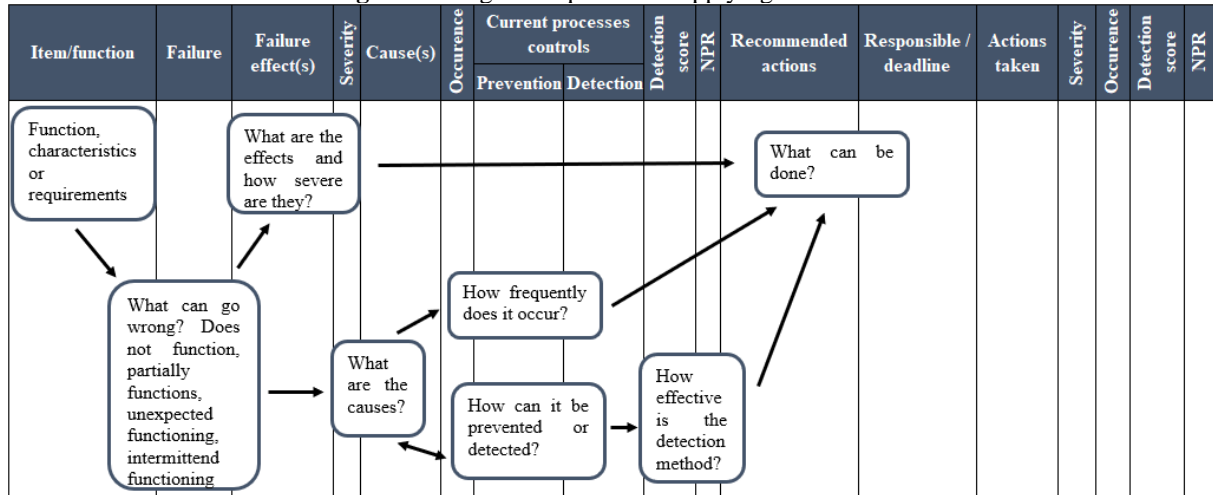 Item/function
Failure
Failure
effect(s)
Severity
Cause(s)
Occurence
Current processes
controls
Prevention
Detection
Detection
score
NPR
Recommended
actions
Responsible /
deadline
Actions
taken
Severity
Occurence
Detection
score
NPR
Function,
characteristics
or
requirements
What are the
effects and
how severe
are they?
What can be
done?
What can go
wrong? Does
not function,
partially
functions,
unexpected
functioning,
intermittend
functioning
How frequently
does it occur?
What
are the
causes?
How can it be
prevented or
detected?
How
effective
is the
detection
method?